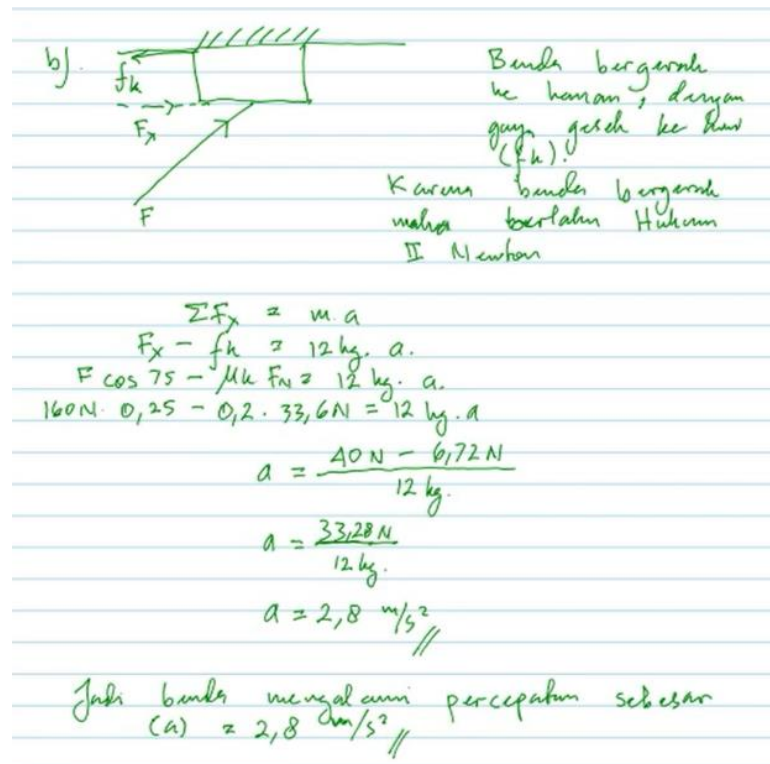 b).
fk
Fx
F
Benda bergerak
ke kanan, dengan
gaya gesek ke kiri
(fk).
Karena benda bergerak
maka berlaku Hukum
II Newton
ΣFx = m.a
Fx - fk = 12 kg. a.
F cos 75 - μk FN = 12 kg. a.
160 N. 0,25 - 0,2 . 33,6 N = 12 kg.a
a = 40 N - 6,72 N / 12 kg.
a = 33,28 N / 12 kg.
a = 2,8 m/s² //
Jadi benda mengalami percepatan sebesar
(a) = 2,8 m/s² //